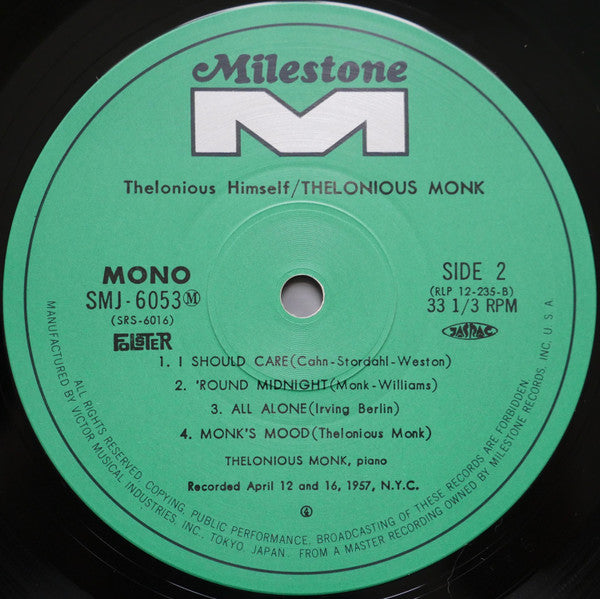 Milestone
M
Thelonious Himself/THELONIOUS MONK
MONO
SMJ-6053 Ⓜ
(SRS-6016)
FOLSTER
SIDE 2
(RLP 12-235-B)
33 1/3 RPM
JASRAC
1. I SHOULD CARE(Cahn-Stordahl-Weston)
2. 'ROUND MIDNIGHT(Monk-Williams)
3. ALL ALONE(Irving Berlin)
4. MONK'S MOOD(Thelonious Monk)
THELONIOUS MONK, piano
Recorded April 12 and 16, 1957, N.Y.C.
④
ALL RIGHTS RESERVED. COPYING, PUBLIC PERFORMANCE, BROADCASTING OF THESE RECORDS ARE FORBIDDEN.
MANUFACTURED BY VICTOR MUSICAL INDUSTRIES, INC. TOKYO JAPAN. FROM A MASTER RECORDING OWNED BY MILESTONE RECORDS, INC. U.S.A.